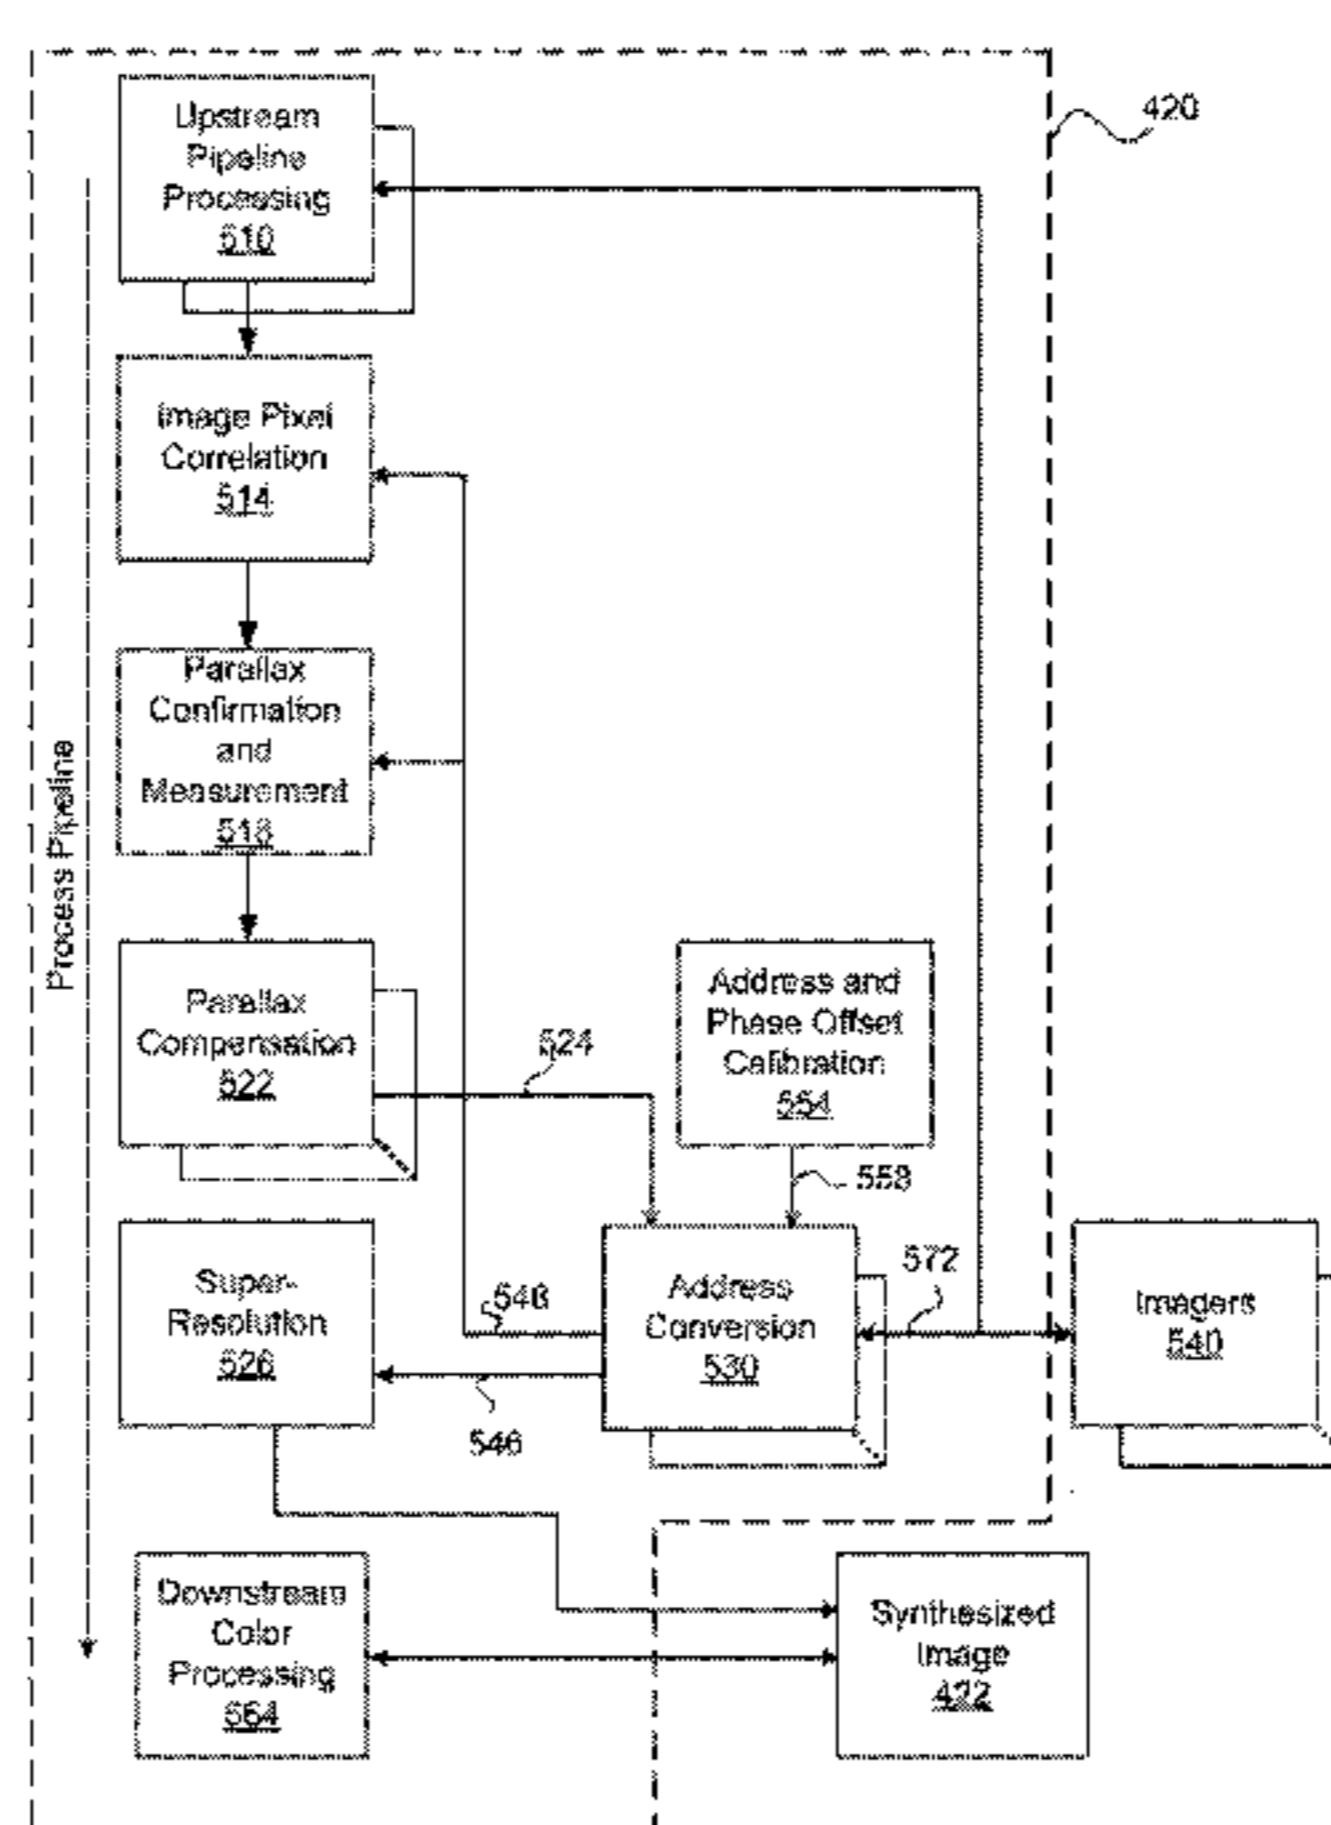 420
Upstream
Pipeline
Processing
510
Image Pixel
Correlation
514
Parallax
Confirmation
and
Measurement
518
Process Pipeline
Parallax
Compensation
522
524
Address and
Phase Offset
Calibration
554
558
Super-
Resolution
526
548
546
Address
Conversion
530
572
Imagers
540
Downstream
Color
Processing
564
Synthesized
Image
422